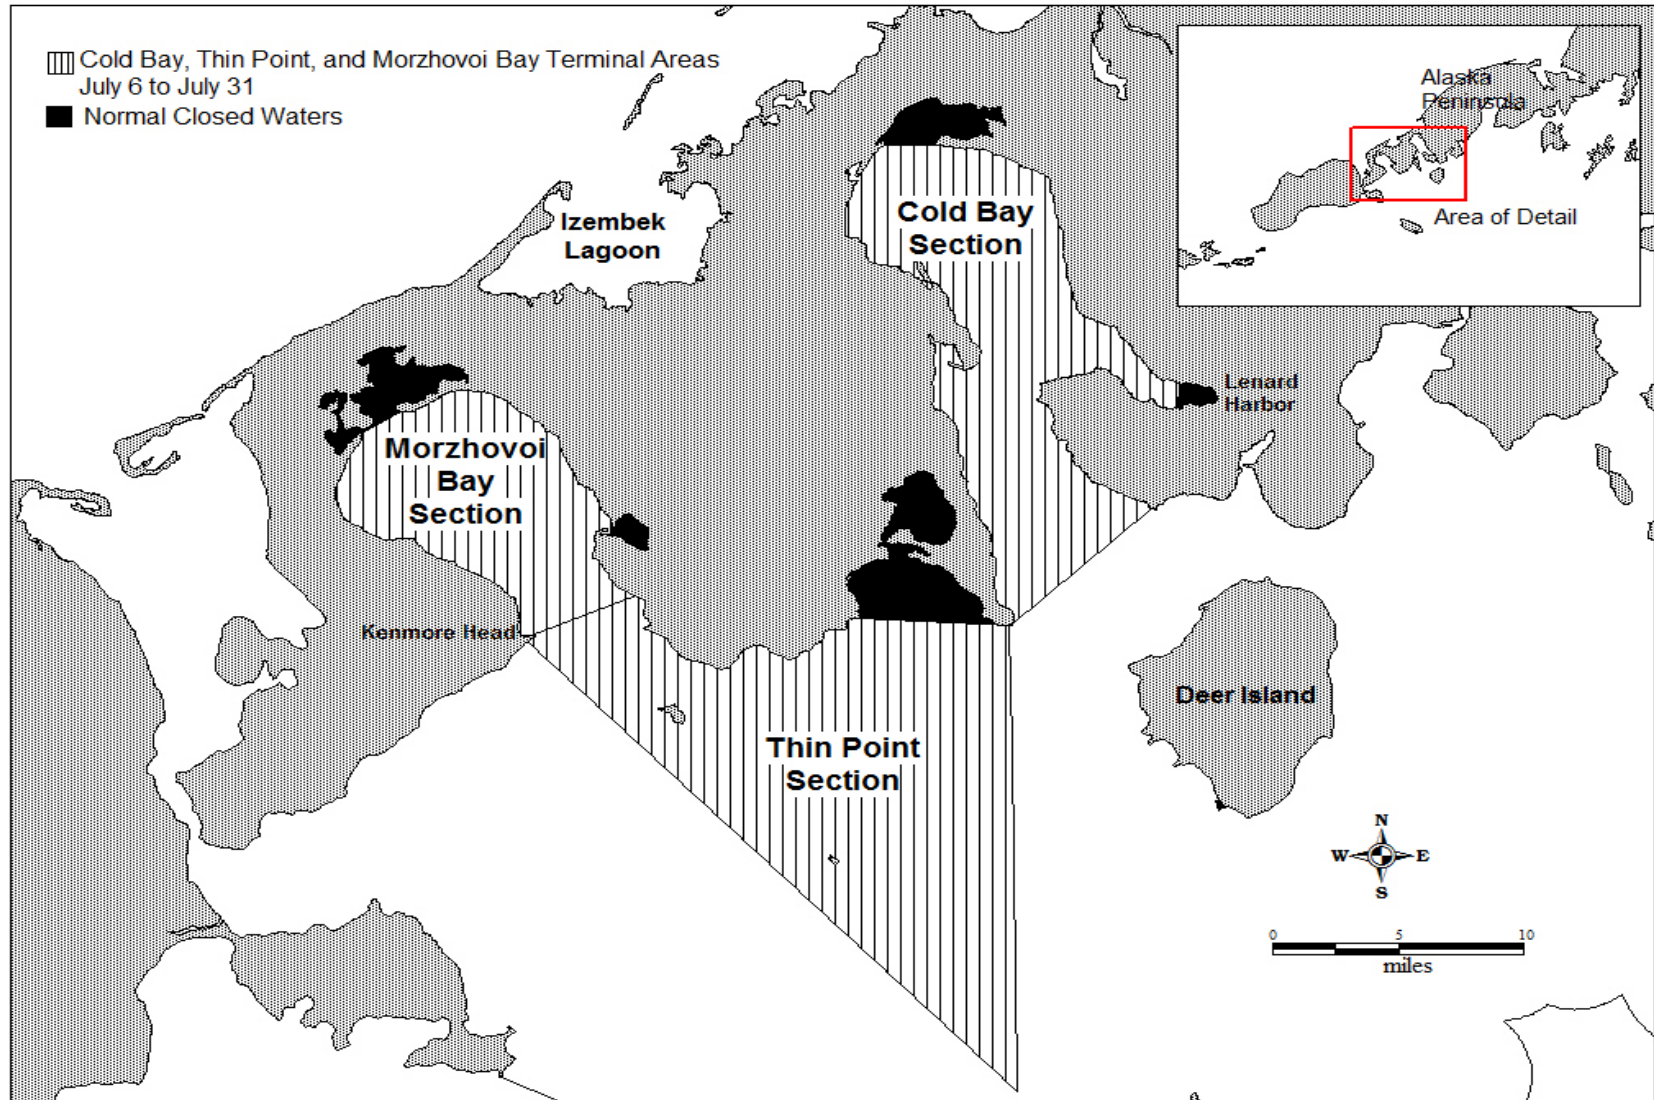 Cold Bay, Thin Point, and Morzhovoi Bay Terminal Areas
July 6 to July 31
Normal Closed Waters
Alaska
Peninsula
Area of Detail
Izembek
Lagoon
Cold Bay
Section
Lenard
Harbor
Morzhovoi
Bay
Section
Kenmore Head
Deer Island
Thin Point
Section
N
W E
S
0 5 10
miles